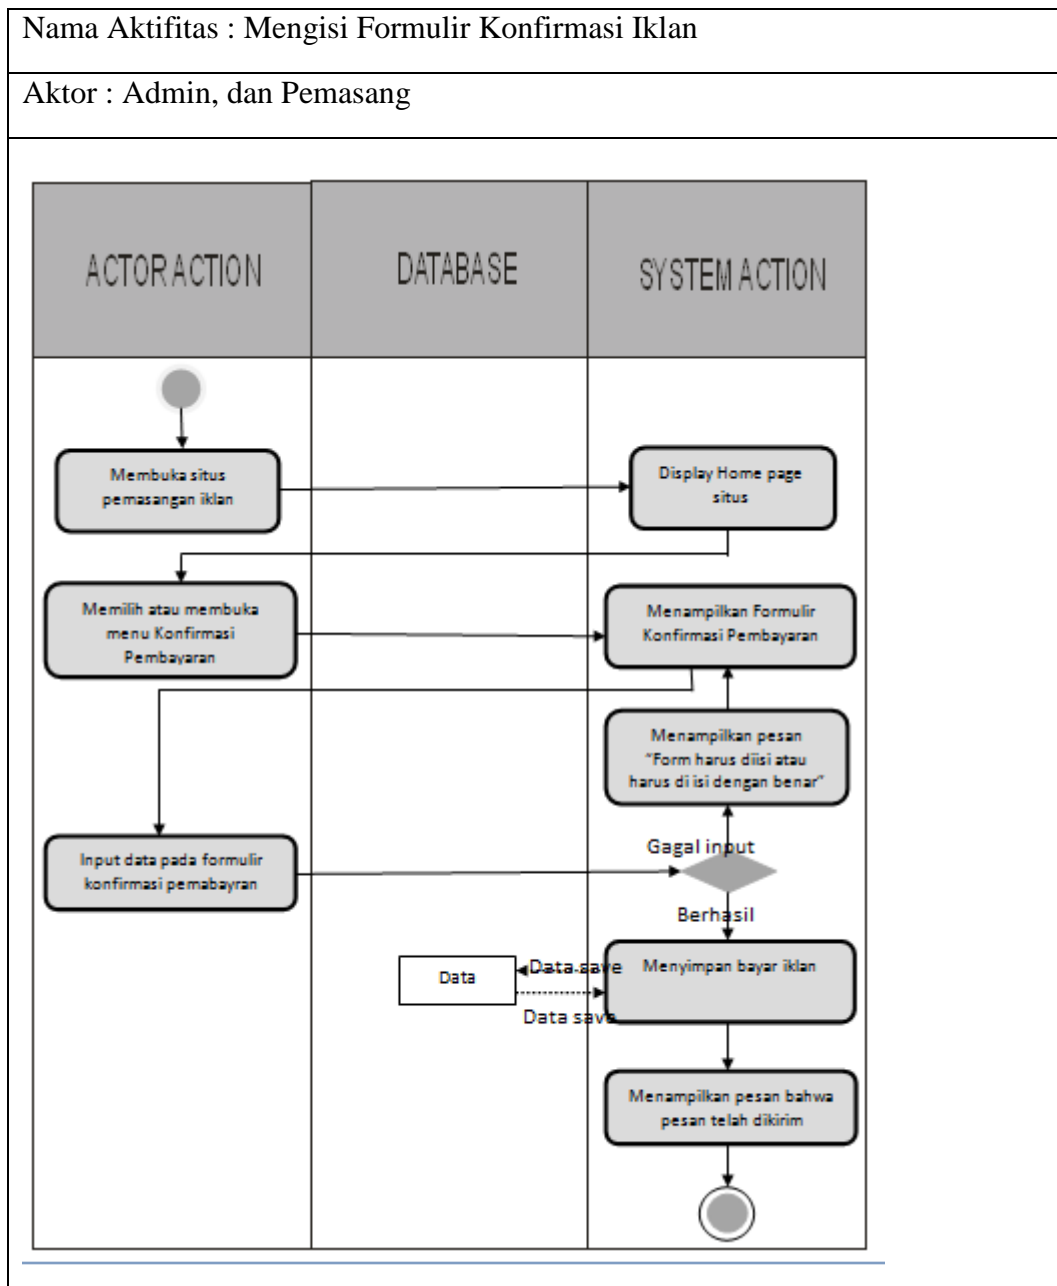 Nama Aktifitas : Mengisi Formulir Konfirmasi Iklan
Aktor : Admin, dan Pemasang
ACTOR ACTION
DATABASE
SYSTEM ACTION
Membuka situs
pemasangan iklan
Display Home page
situs
Memilih atau membuka
menu Konfirmasi
Pembayaran
Menampilkan Formulir
Konfirmasi Pembayaran
Menampilkan pesan
“Form harus diisi atau
harus di isi dengan benar”
Gagal input
Input data pada formulir
konfirmasi pemabayran
Berhasil
Data
Data save
Menyimpan bayar iklan
Data save
Menampilkan pesan bahwa
pesan telah dikirim